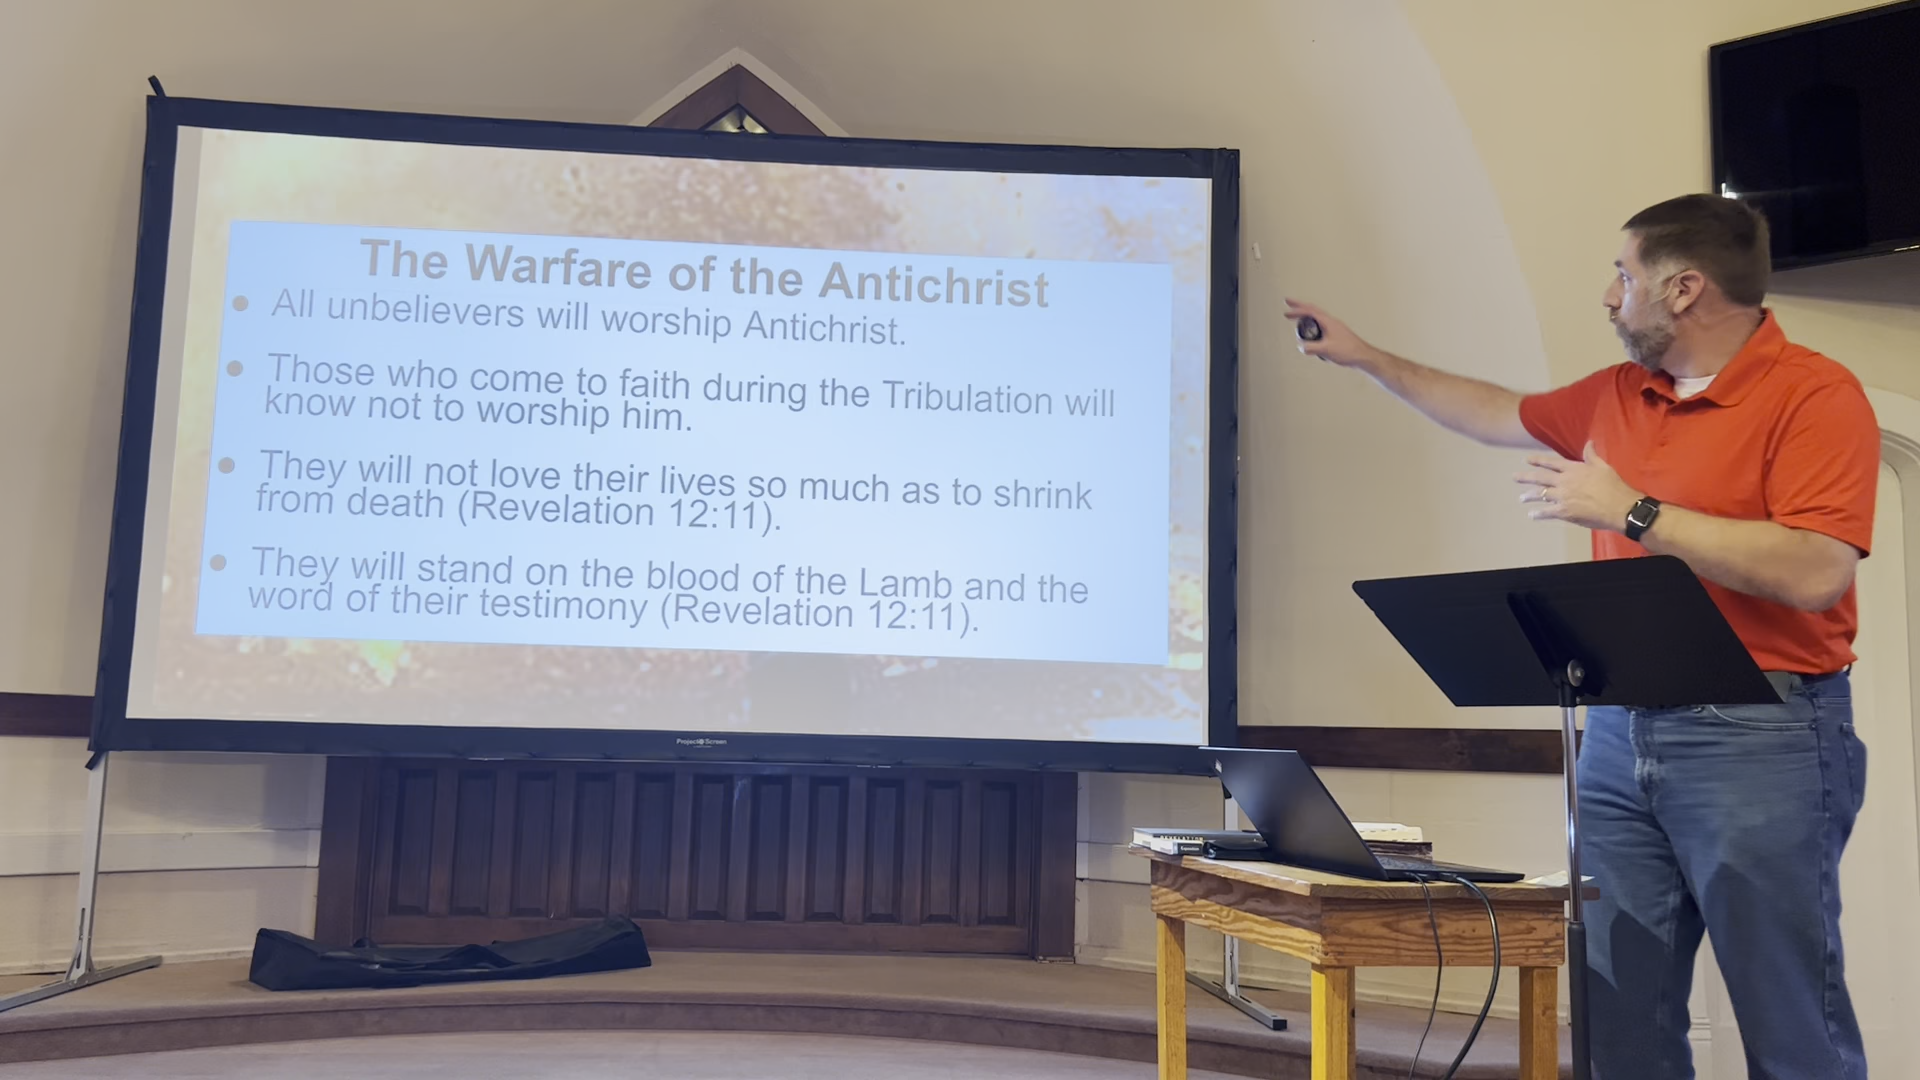 The Warfare of the Antichrist
• All unbelievers will worship Antichrist.
• Those who come to faith during the Tribulation will
know not to worship him.
• They will not love their lives so much as to shrink
from death (Revelation 12:11).
• They will stand on the blood of the Lamb and the
word of their testimony (Revelation 12:11).
Project Screen